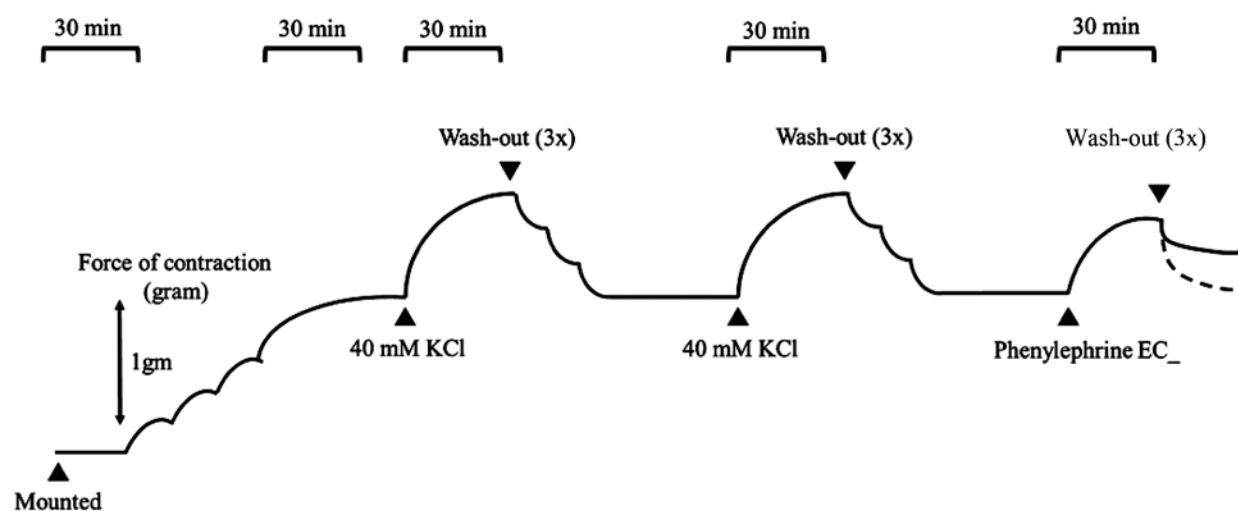 30 min
30 min
30 min
30 min
30 min
Wash-out (3x)
Wash-out (3x)
Wash-out (3x)
Force of contraction
(gram)
1gm
40 mM KCl
40 mM KCl
Phenylephrine EC_
Mounted